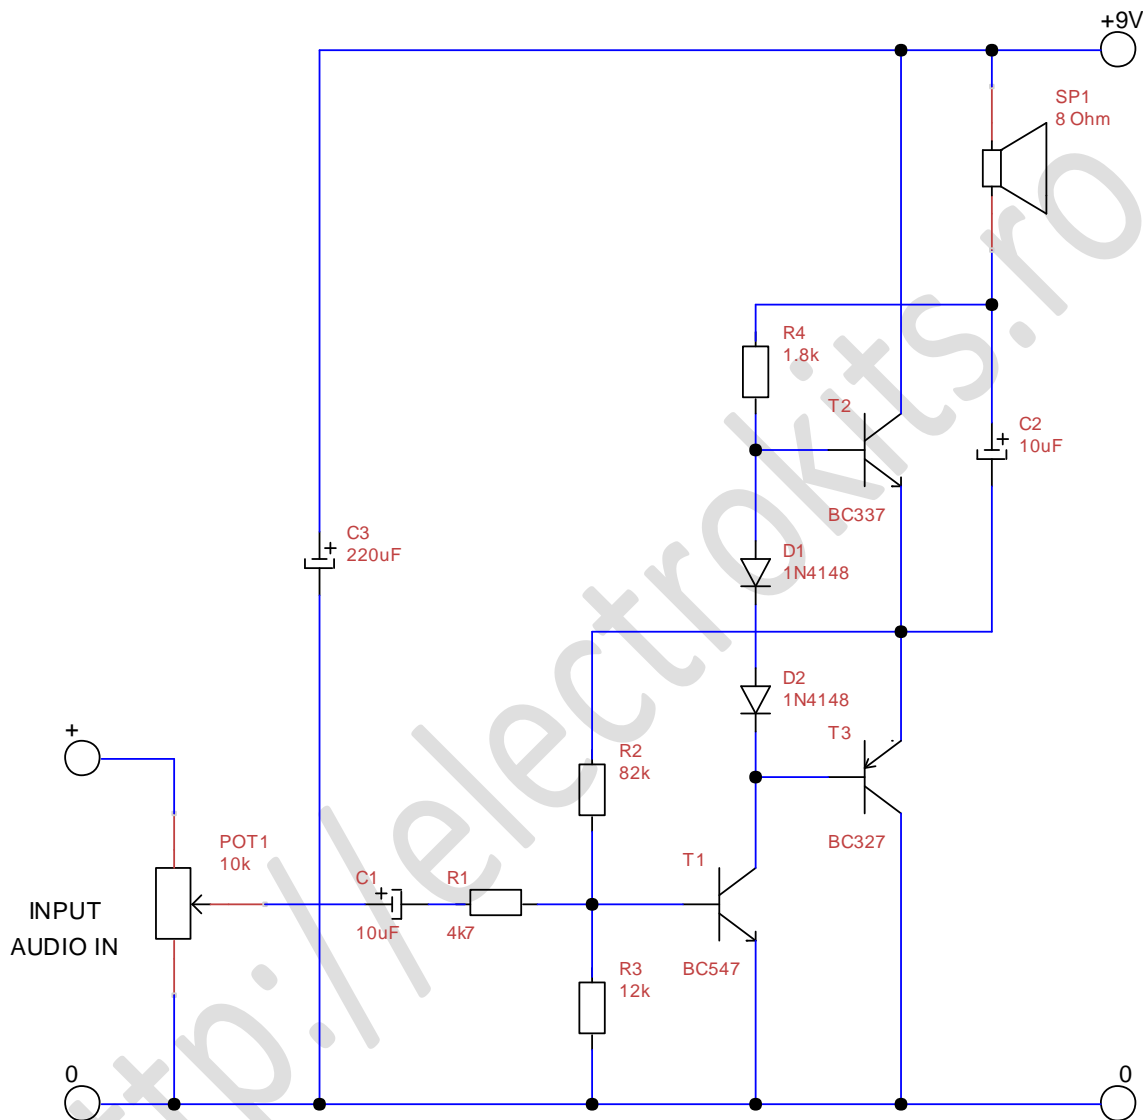 +9V
SP1
8 Ohm
R4
1.8k
T2
C2
10uF
BC337
C3
220uF
D1
1N4148
D2
1N4148
T3
+
R2
82k
POT1
10k
BC327
T1
C1
+
R1
INPUT
AUDIO IN
10uF
4k7
R3
12k
BC547
0
0
+
+
ttp://electrokits.ro